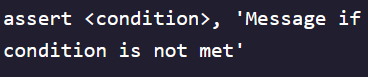 assert <condition>, 'Message if
condition is not met'